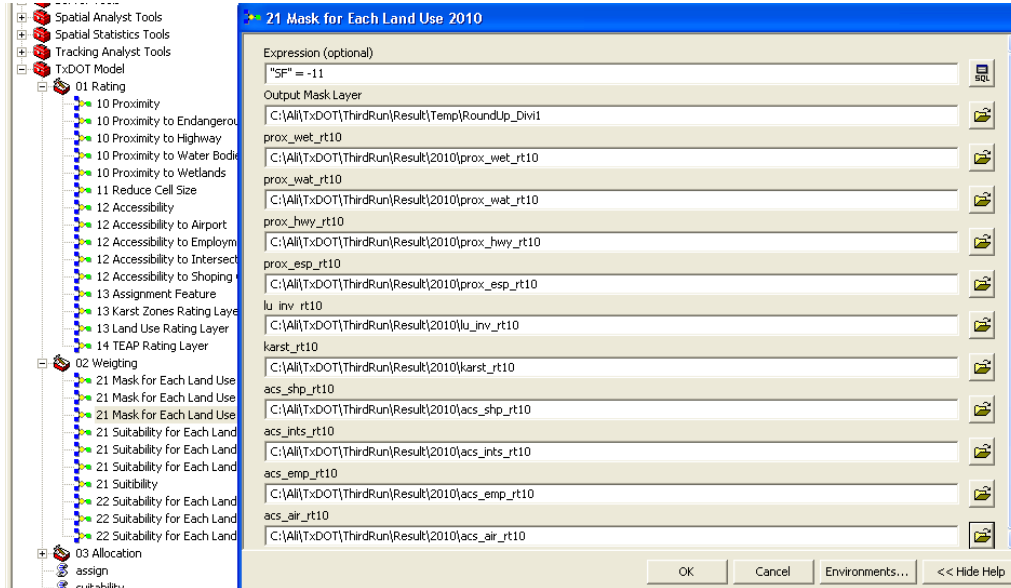 Spatial Analyst Tools
Spatial Statistics Tools
Tracking Analyst Tools
TxDOT Model
01 Rating
10 Proximity
10 Proximity to Endangerou
10 Proximity to Highway
10 Proximity to Water Bodie
10 Proximity to Wetlands
11 Reduce Cell Size
12 Accessibility
12 Accessibility to Airport
12 Accessibility to Employm
12 Accessibility to Intersect
12 Accessibility to Shoping
13 Assignment Feature
13 Karst Zones Rating Laye
13 Land Use Rating Layer
14 TEAP Rating Layer
02 Weigting
21 Mask for Each Land Use
21 Mask for Each Land Use
21 Mask for Each Land Use
21 Suitability for Each Land
21 Suitability for Each Land
21 Suitability for Each Land
21 Suitibility
22 Suitability for Each Land
22 Suitability for Each Land
22 Suitability for Each Land
03 Allocation
assign
suitability
21 Mask for Each Land Use 2010
Expression (optional)
"SF" = -11
SQL
Output Mask Layer
C:\Ali\TxDOT\ThirdRun\Result\Temp\RoundUp_Divi1
prox_wet_rt10
C:\Ali\TxDOT\ThirdRun\Result\2010\prox_wet_rt10
prox_wat_rt10
C:\Ali\TxDOT\ThirdRun\Result\2010\prox_wat_rt10
prox_hwy_rt10
C:\Ali\TxDOT\ThirdRun\Result\2010\prox_hwy_rt10
prox_esp_rt10
C:\Ali\TxDOT\ThirdRun\Result\2010\prox_esp_rt10
lu_inv_rt10
C:\Ali\TxDOT\ThirdRun\Result\2010\lu_inv_rt10
karst_rt10
C:\Ali\TxDOT\ThirdRun\Result\2010\karst_rt10
acs_shp_rt10
C:\Ali\TxDOT\ThirdRun\Result\2010\acs_shp_rt10
acs_ints_rt10
C:\Ali\TxDOT\ThirdRun\Result\2010\acs_ints_rt10
acs_emp_rt10
C:\Ali\TxDOT\ThirdRun\Result\2010\acs_emp_rt10
acs_air_rt10
C:\Ali\TxDOT\ThirdRun\Result\2010\acs_air_rt10
OK
Cancel
Environments...
<< Hide Help